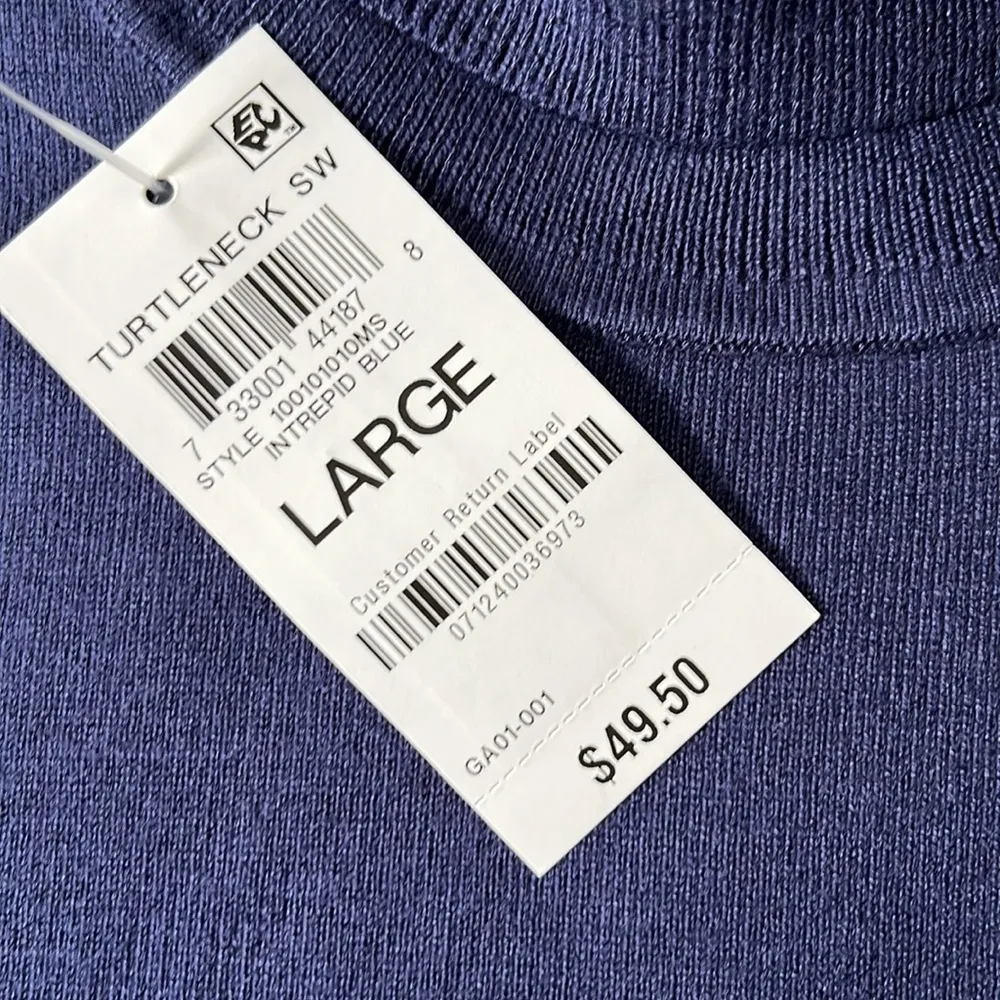 EPC™
TURTLENECK SW
7 33001 44187 8
STYLE 100101010MS
INTREPID BLUE
LARGE
Customer Return Label
071240036973
GA01-001
$49.50